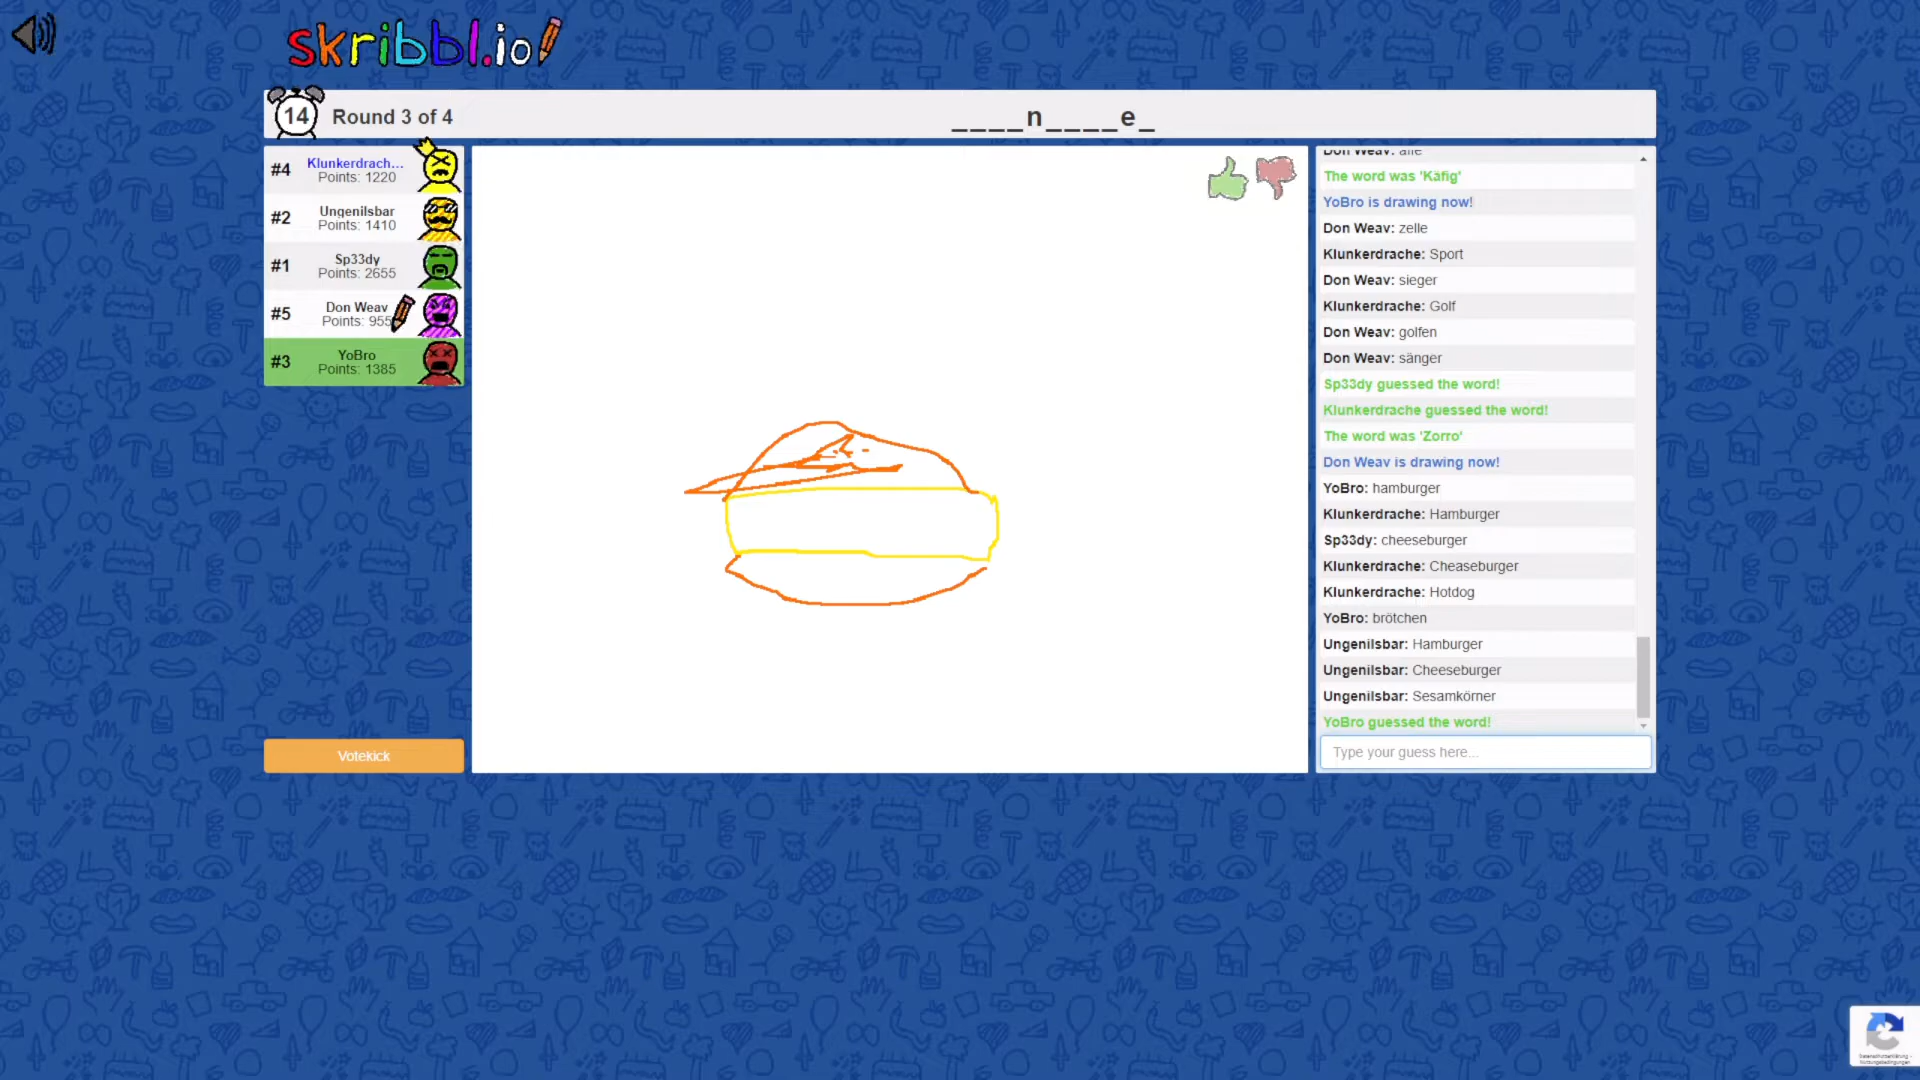 skribbl.io
14
Round 3 of 4
____n____e_
#4
Klunkerdrach...
Points: 1220
#2
Ungenilsbar
Points: 1410
#1
Sp33dy
Points: 2655
#5
Don Weav
Points: 955
#3
YoBro
Points: 1385
Votekick
Don Weav: alle
The word was 'Käfig'
YoBro is drawing now!
Don Weav: zelle
Klunkerdrache: Sport
Don Weav: sieger
Klunkerdrache: Golf
Don Weav: golfen
Don Weav: sänger
Sp33dy guessed the word!
Klunkerdrache guessed the word!
The word was 'Zorro'
Don Weav is drawing now!
YoBro: hamburger
Klunkerdrache: Hamburger
Sp33dy: cheeseburger
Klunkerdrache: Cheaseburger
Klunkerdrache: Hotdog
YoBro: brötchen
Ungenilsbar: Hamburger
Ungenilsbar: Cheeseburger
Ungenilsbar: Sesamkörner
YoBro guessed the word!
Type your guess here...